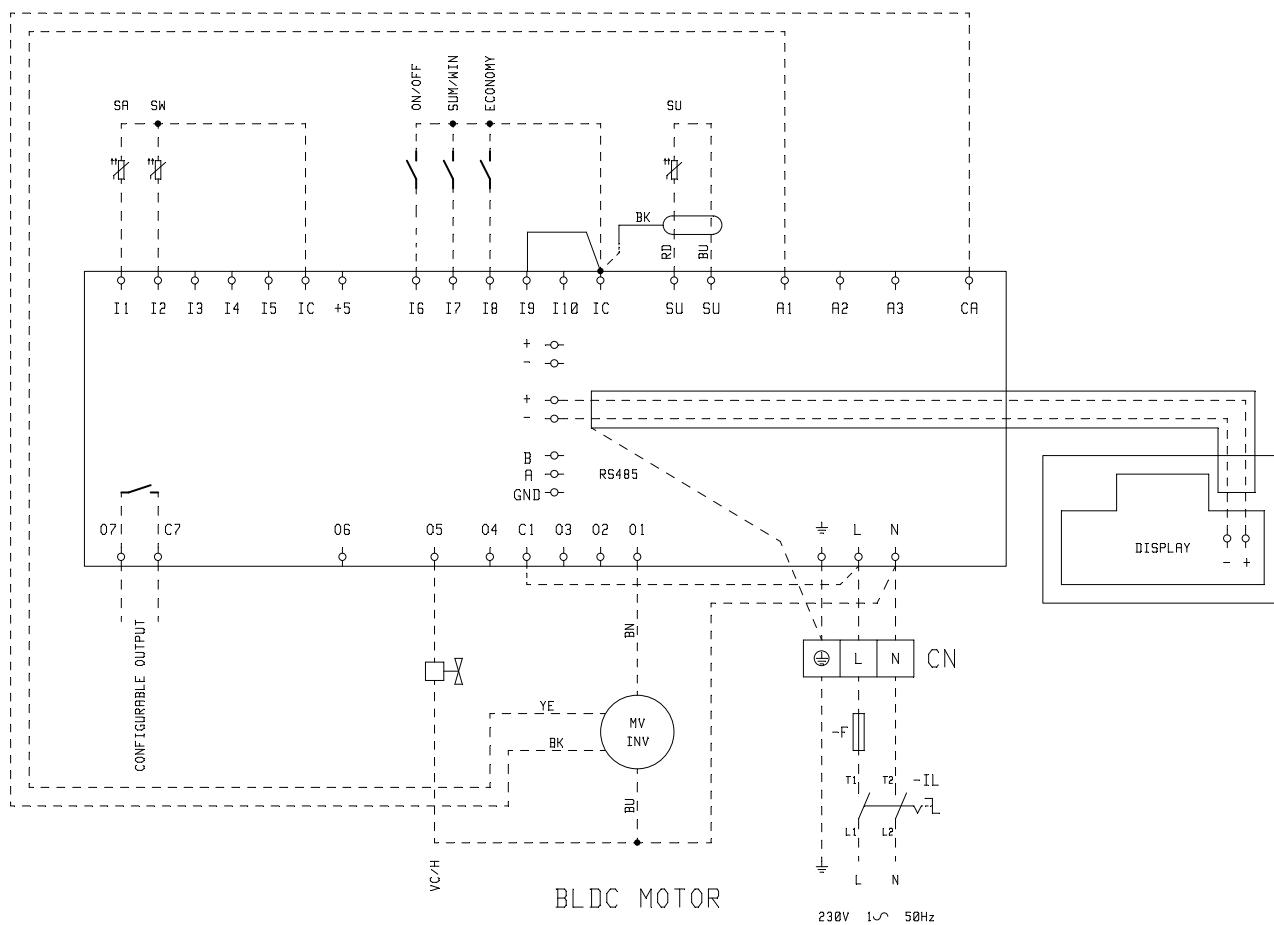 ON/OFF
SUM/WIN
ECONOMY
SA SW SU
BK
RD
BU
I1 I2 I3 I4 I5 IC +5 I6 I7 I8 I9 I10 IC SU SU A1 A2 A3 CA
+
-
+
-
B
A RS485
GND
O7 C7 O6 O5 O4 C1 O3 O2 O1 ⏚ L N
DISPLAY
- +
CONFIGURABLE OUTPUT
BN
L N CN
YE
MV
INV
BK
-F
T1 T2 -IL
BU
L1 L2
VC/H
L N
BLDC MOTOR
230V 1∿ 50Hz